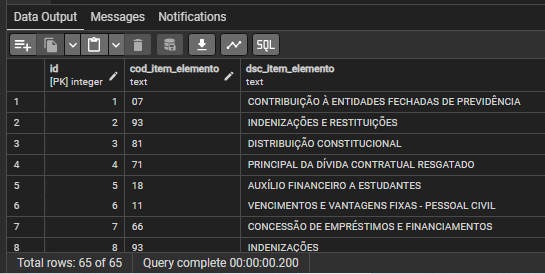 Data Output Messages Notifications
SQL
id cod_item_elemento dsc_item_elemento
[PK] integer text text
1 1 07 CONTRIBUIÇÃO À ENTIDADES FECHADAS DE PREVIDÊNCIA
2 2 93 INDENIZAÇÕES E RESTITUIÇÕES
3 3 81 DISTRIBUIÇÃO CONSTITUCIONAL
4 4 71 PRINCIPAL DA DÍVIDA CONTRATUAL RESGATADO
5 5 18 AUXÍLIO FINANCEIRO A ESTUDANTES
6 6 11 VENCIMENTOS E VANTAGENS FIXAS - PESSOAL CIVIL
7 7 66 CONCESSÃO DE EMPRÉSTIMOS E FINANCIAMENTOS
8 8 93 INDENIZAÇÕES
Total rows: 65 of 65 Query complete 00:00:00.200